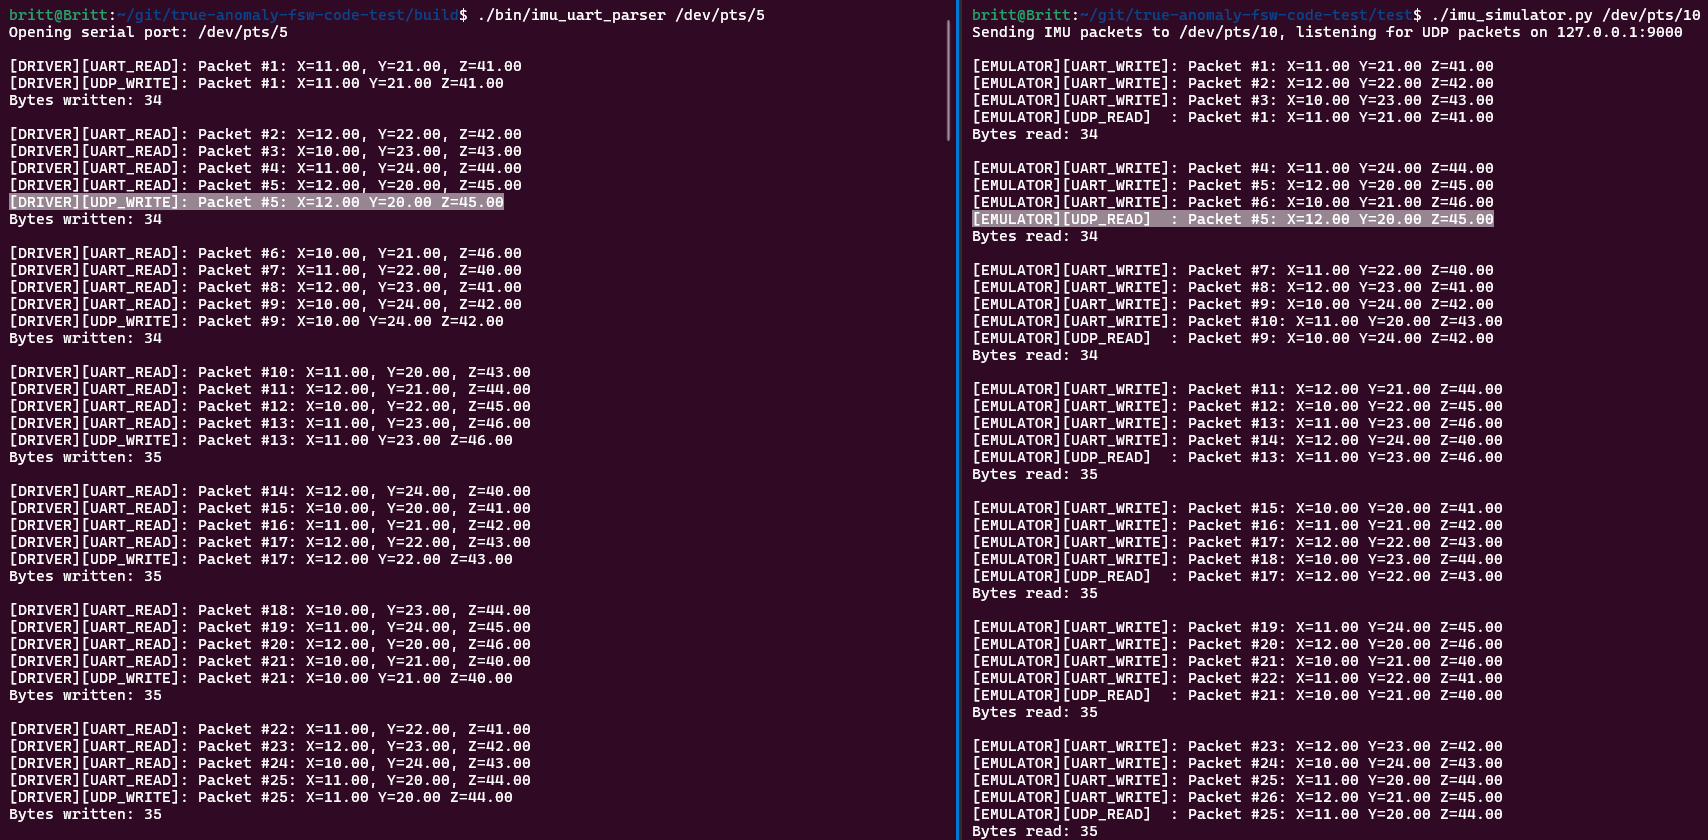 britt@Britt:~/git/true-anomaly-fsw-code-test/build$ ./bin/imu_uart_parser /dev/pts/5
Opening serial port: /dev/pts/5
[DRIVER][UART_READ]: Packet #1: X=11.00, Y=21.00, Z=41.00
[DRIVER][UDP_WRITE]: Packet #1: X=11.00 Y=21.00 Z=41.00
Bytes written: 34
[DRIVER][UART_READ]: Packet #2: X=12.00, Y=22.00, Z=42.00
[DRIVER][UART_READ]: Packet #3: X=10.00, Y=23.00, Z=43.00
[DRIVER][UART_READ]: Packet #4: X=11.00, Y=24.00, Z=44.00
[DRIVER][UART_READ]: Packet #5: X=12.00, Y=20.00, Z=45.00
[DRIVER][UDP_WRITE]: Packet #5: X=12.00 Y=20.00 Z=45.00
Bytes written: 34
[DRIVER][UART_READ]: Packet #6: X=10.00, Y=21.00, Z=46.00
[DRIVER][UART_READ]: Packet #7: X=11.00, Y=22.00, Z=40.00
[DRIVER][UART_READ]: Packet #8: X=12.00, Y=23.00, Z=41.00
[DRIVER][UART_READ]: Packet #9: X=10.00, Y=24.00, Z=42.00
[DRIVER][UDP_WRITE]: Packet #9: X=10.00 Y=24.00 Z=42.00
Bytes written: 34
[DRIVER][UART_READ]: Packet #10: X=11.00, Y=20.00, Z=43.00
[DRIVER][UART_READ]: Packet #11: X=12.00, Y=21.00, Z=44.00
[DRIVER][UART_READ]: Packet #12: X=10.00, Y=22.00, Z=45.00
[DRIVER][UART_READ]: Packet #13: X=11.00, Y=23.00, Z=46.00
[DRIVER][UDP_WRITE]: Packet #13: X=11.00 Y=23.00 Z=46.00
Bytes written: 35
[DRIVER][UART_READ]: Packet #14: X=12.00, Y=24.00, Z=40.00
[DRIVER][UART_READ]: Packet #15: X=10.00, Y=20.00, Z=41.00
[DRIVER][UART_READ]: Packet #16: X=11.00, Y=21.00, Z=42.00
[DRIVER][UART_READ]: Packet #17: X=12.00, Y=22.00, Z=43.00
[DRIVER][UDP_WRITE]: Packet #17: X=12.00 Y=22.00 Z=43.00
Bytes written: 35
[DRIVER][UART_READ]: Packet #18: X=10.00, Y=23.00, Z=44.00
[DRIVER][UART_READ]: Packet #19: X=11.00, Y=24.00, Z=45.00
[DRIVER][UART_READ]: Packet #20: X=12.00, Y=20.00, Z=46.00
[DRIVER][UART_READ]: Packet #21: X=10.00, Y=21.00, Z=40.00
[DRIVER][UDP_WRITE]: Packet #21: X=10.00 Y=21.00 Z=40.00
Bytes written: 35
[DRIVER][UART_READ]: Packet #22: X=11.00, Y=22.00, Z=41.00
[DRIVER][UART_READ]: Packet #23: X=12.00, Y=23.00, Z=42.00
[DRIVER][UART_READ]: Packet #24: X=10.00, Y=24.00, Z=43.00
[DRIVER][UART_READ]: Packet #25: X=11.00, Y=20.00, Z=44.00
[DRIVER][UDP_WRITE]: Packet #25: X=11.00 Y=20.00 Z=44.00
Bytes written: 35
britt@Britt:~/git/true-anomaly-fsw-code-test/test$ ./imu_simulator.py /dev/pts/10
Sending IMU packets to /dev/pts/10, listening for UDP packets on 127.0.0.1:9000
[EMULATOR][UART_WRITE]: Packet #1: X=11.00 Y=21.00 Z=41.00
[EMULATOR][UART_WRITE]: Packet #2: X=12.00 Y=22.00 Z=42.00
[EMULATOR][UART_WRITE]: Packet #3: X=10.00 Y=23.00 Z=43.00
[EMULATOR][UDP_READ]  : Packet #1: X=11.00 Y=21.00 Z=41.00
Bytes read: 34
[EMULATOR][UART_WRITE]: Packet #4: X=11.00 Y=24.00 Z=44.00
[EMULATOR][UART_WRITE]: Packet #5: X=12.00 Y=20.00 Z=45.00
[EMULATOR][UART_WRITE]: Packet #6: X=10.00 Y=21.00 Z=46.00
[EMULATOR][UDP_READ]  : Packet #5: X=12.00 Y=20.00 Z=45.00
Bytes read: 34
[EMULATOR][UART_WRITE]: Packet #7: X=11.00 Y=22.00 Z=40.00
[EMULATOR][UART_WRITE]: Packet #8: X=12.00 Y=23.00 Z=41.00
[EMULATOR][UART_WRITE]: Packet #9: X=10.00 Y=24.00 Z=42.00
[EMULATOR][UART_WRITE]: Packet #10: X=11.00 Y=20.00 Z=43.00
[EMULATOR][UDP_READ]  : Packet #9: X=10.00 Y=24.00 Z=42.00
Bytes read: 34
[EMULATOR][UART_WRITE]: Packet #11: X=12.00 Y=21.00 Z=44.00
[EMULATOR][UART_WRITE]: Packet #12: X=10.00 Y=22.00 Z=45.00
[EMULATOR][UART_WRITE]: Packet #13: X=11.00 Y=23.00 Z=46.00
[EMULATOR][UART_WRITE]: Packet #14: X=12.00 Y=24.00 Z=40.00
[EMULATOR][UDP_READ]  : Packet #13: X=11.00 Y=23.00 Z=46.00
Bytes read: 35
[EMULATOR][UART_WRITE]: Packet #15: X=10.00 Y=20.00 Z=41.00
[EMULATOR][UART_WRITE]: Packet #16: X=11.00 Y=21.00 Z=42.00
[EMULATOR][UART_WRITE]: Packet #17: X=12.00 Y=22.00 Z=43.00
[EMULATOR][UART_WRITE]: Packet #18: X=10.00 Y=23.00 Z=44.00
[EMULATOR][UDP_READ]  : Packet #17: X=12.00 Y=22.00 Z=43.00
Bytes read: 35
[EMULATOR][UART_WRITE]: Packet #19: X=11.00 Y=24.00 Z=45.00
[EMULATOR][UART_WRITE]: Packet #20: X=12.00 Y=20.00 Z=46.00
[EMULATOR][UART_WRITE]: Packet #21: X=10.00 Y=21.00 Z=40.00
[EMULATOR][UART_WRITE]: Packet #22: X=11.00 Y=22.00 Z=41.00
[EMULATOR][UDP_READ]  : Packet #21: X=10.00 Y=21.00 Z=40.00
Bytes read: 35
[EMULATOR][UART_WRITE]: Packet #23: X=12.00 Y=23.00 Z=42.00
[EMULATOR][UART_WRITE]: Packet #24: X=10.00 Y=24.00 Z=43.00
[EMULATOR][UART_WRITE]: Packet #25: X=11.00 Y=20.00 Z=44.00
[EMULATOR][UART_WRITE]: Packet #26: X=12.00 Y=21.00 Z=45.00
[EMULATOR][UDP_READ]  : Packet #25: X=11.00 Y=20.00 Z=44.00
Bytes read: 35